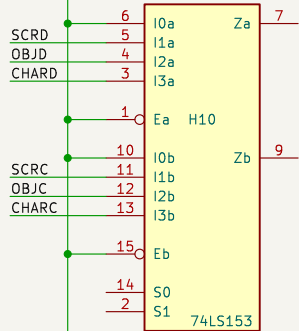 6 I0a Za 7
SCRD 5 I1a
OBJD 4 I2a
CHARD 3 I3a
1 Ea H10
10 I0b Zb 9
SCRC 11 I1b
OBJC 12 I2b
CHARC 13 I3b
15 Eb
14 S0
2 S1
74LS153